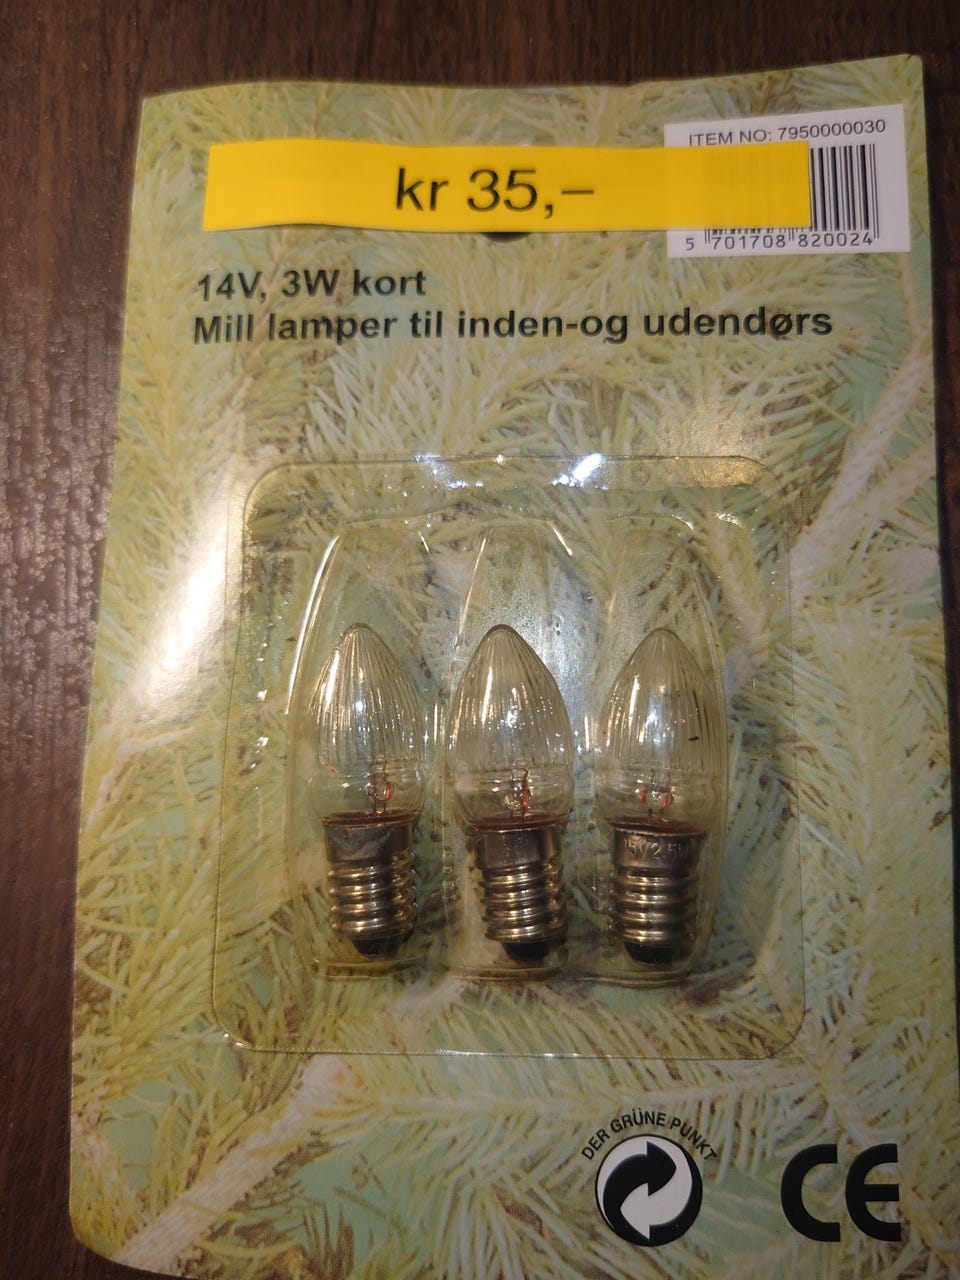 ITEM NO: 7950000030
kr 35,–
5 701708 820024
14V, 3W kort
Mill lamper til inden-og udendørs
DER GRÜNE PUNKT
CE